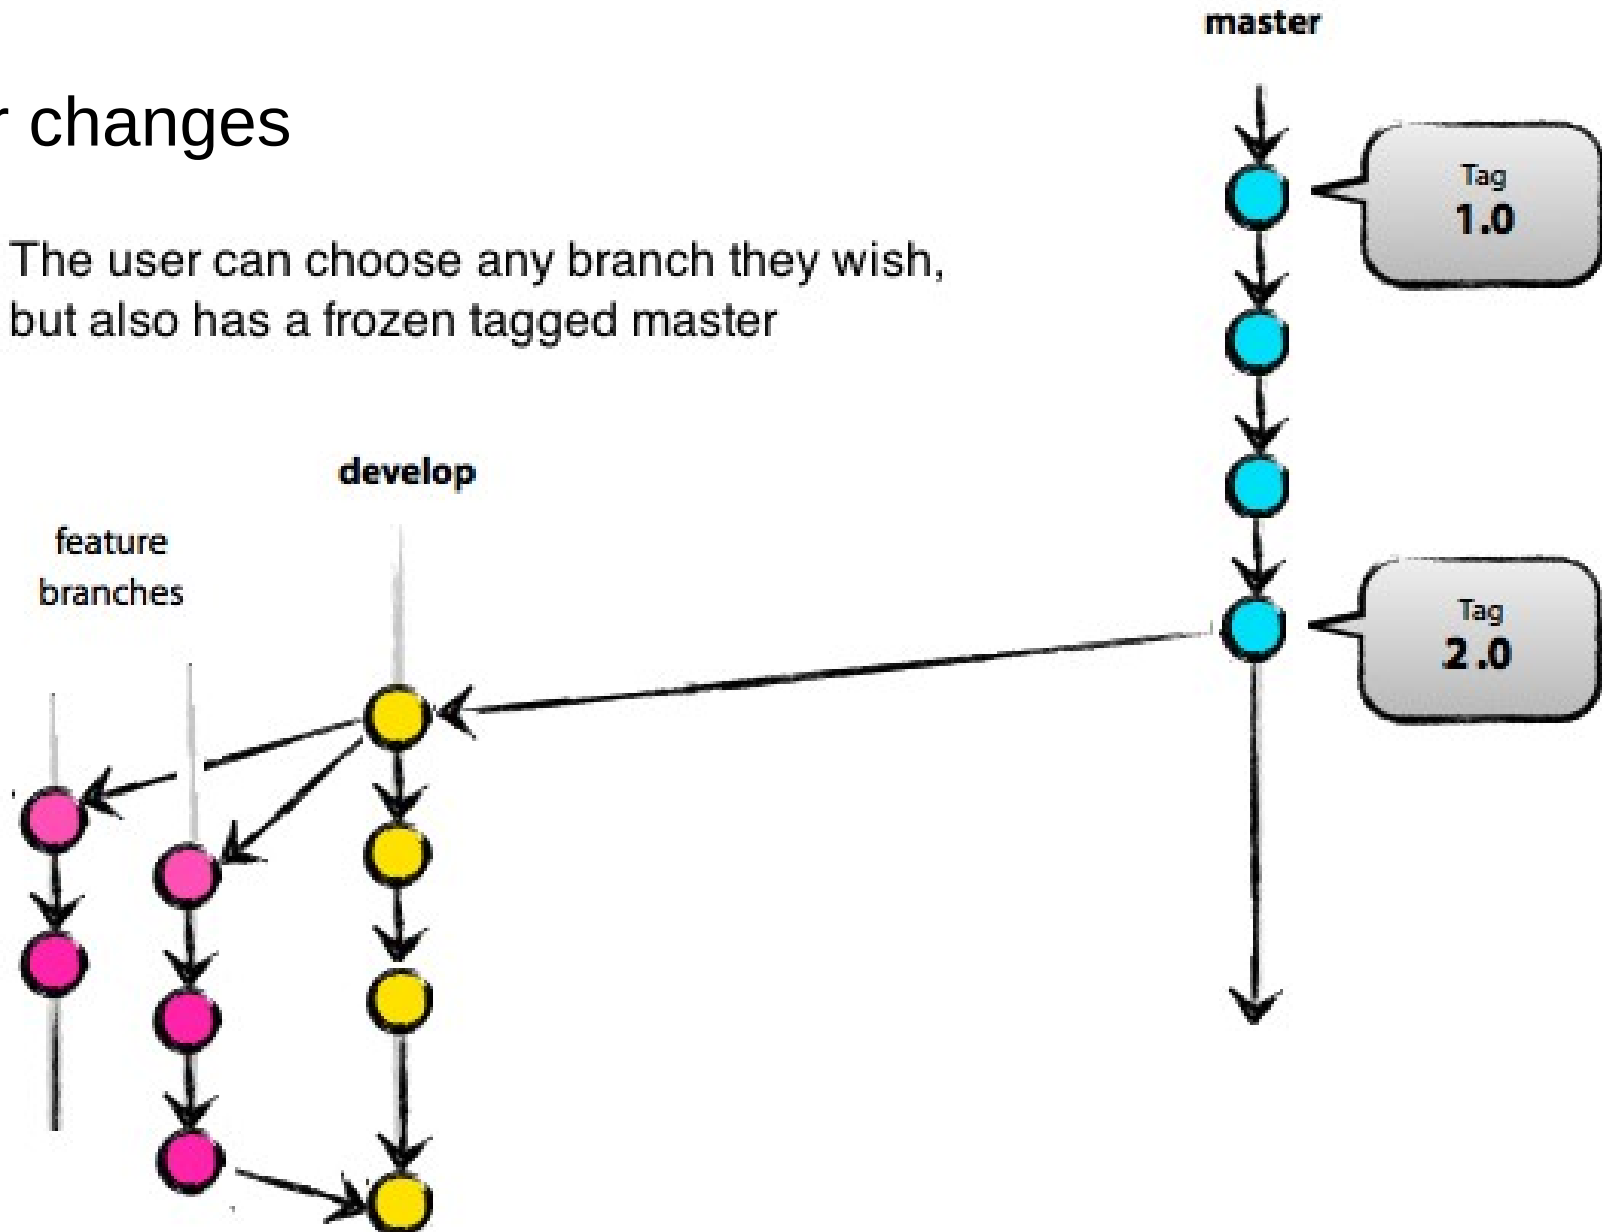 master
changes
Tag
1.0
The user can choose any branch they wish,
but also has a frozen tagged master
develop
feature
branches
Tag
2.0